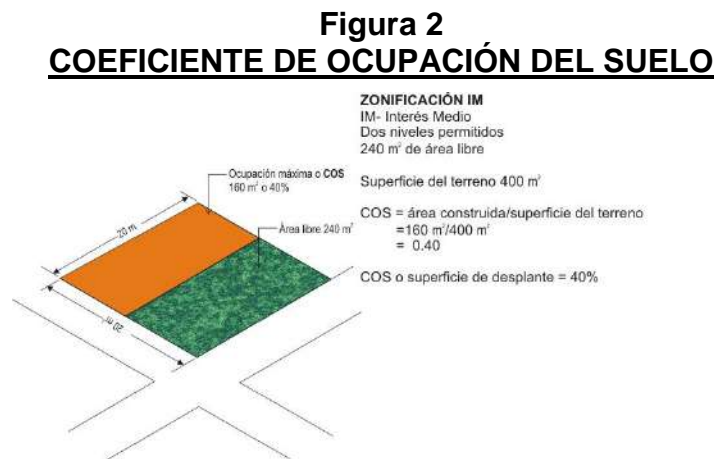 Figura 2
COEFICIENTE DE OCUPACIÓN DEL SUELO
ZONIFICACIÓN IM
IM- Interés Medio
Dos niveles permitidos
240 m² de área libre
Superficie del terreno 400 m²
COS = área construida/superficie del terreno
=160 m²/400 m²
= 0.40
COS o superficie de desplante = 40%
Ocupación máxima o COS
160 m² o 40%
Área libre 240 m²
20 m
20 m